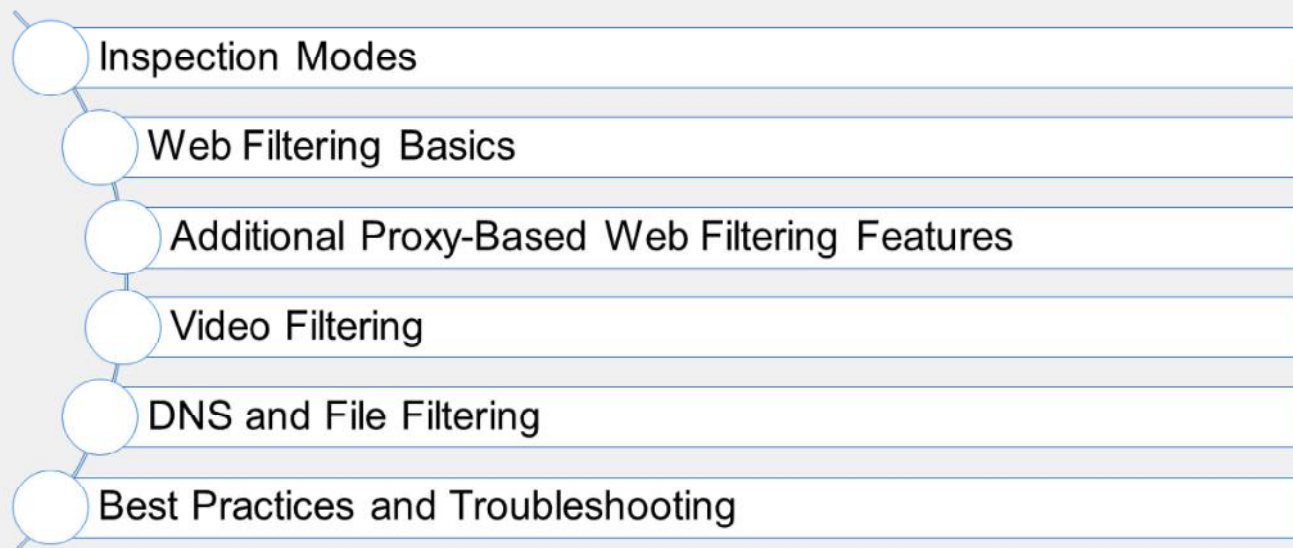 Inspection Modes
Web Filtering Basics
Additional Proxy-Based Web Filtering Features
Video Filtering
DNS and File Filtering
Best Practices and Troubleshooting